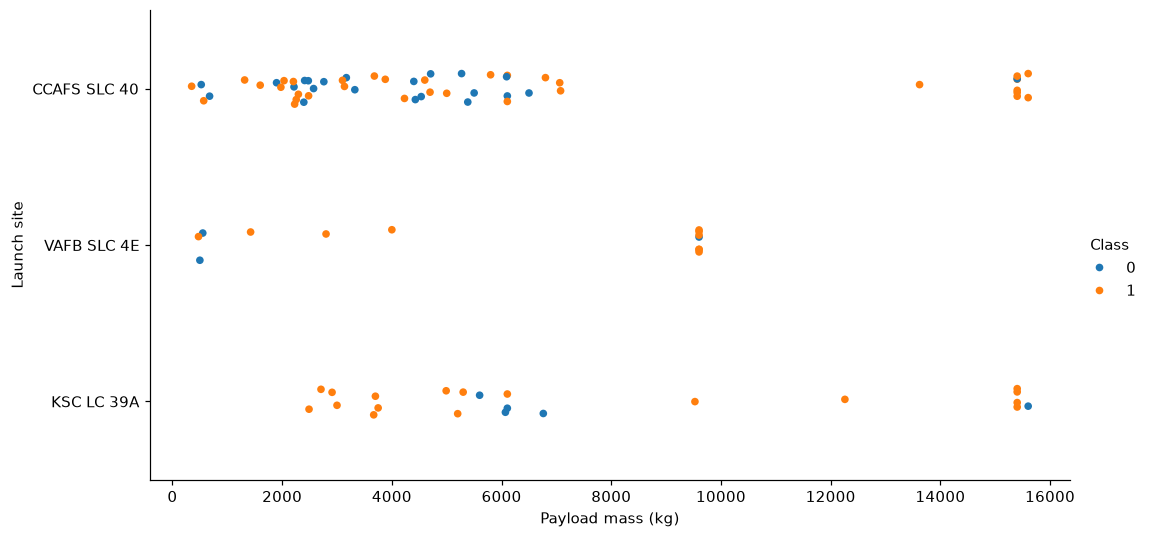 CCAFS SLC 40
VAFB SLC 4E
KSC LC 39A
Launch site
0 2000 4000 6000 8000 10000 12000 14000 16000
Payload mass (kg)
Class
0
1